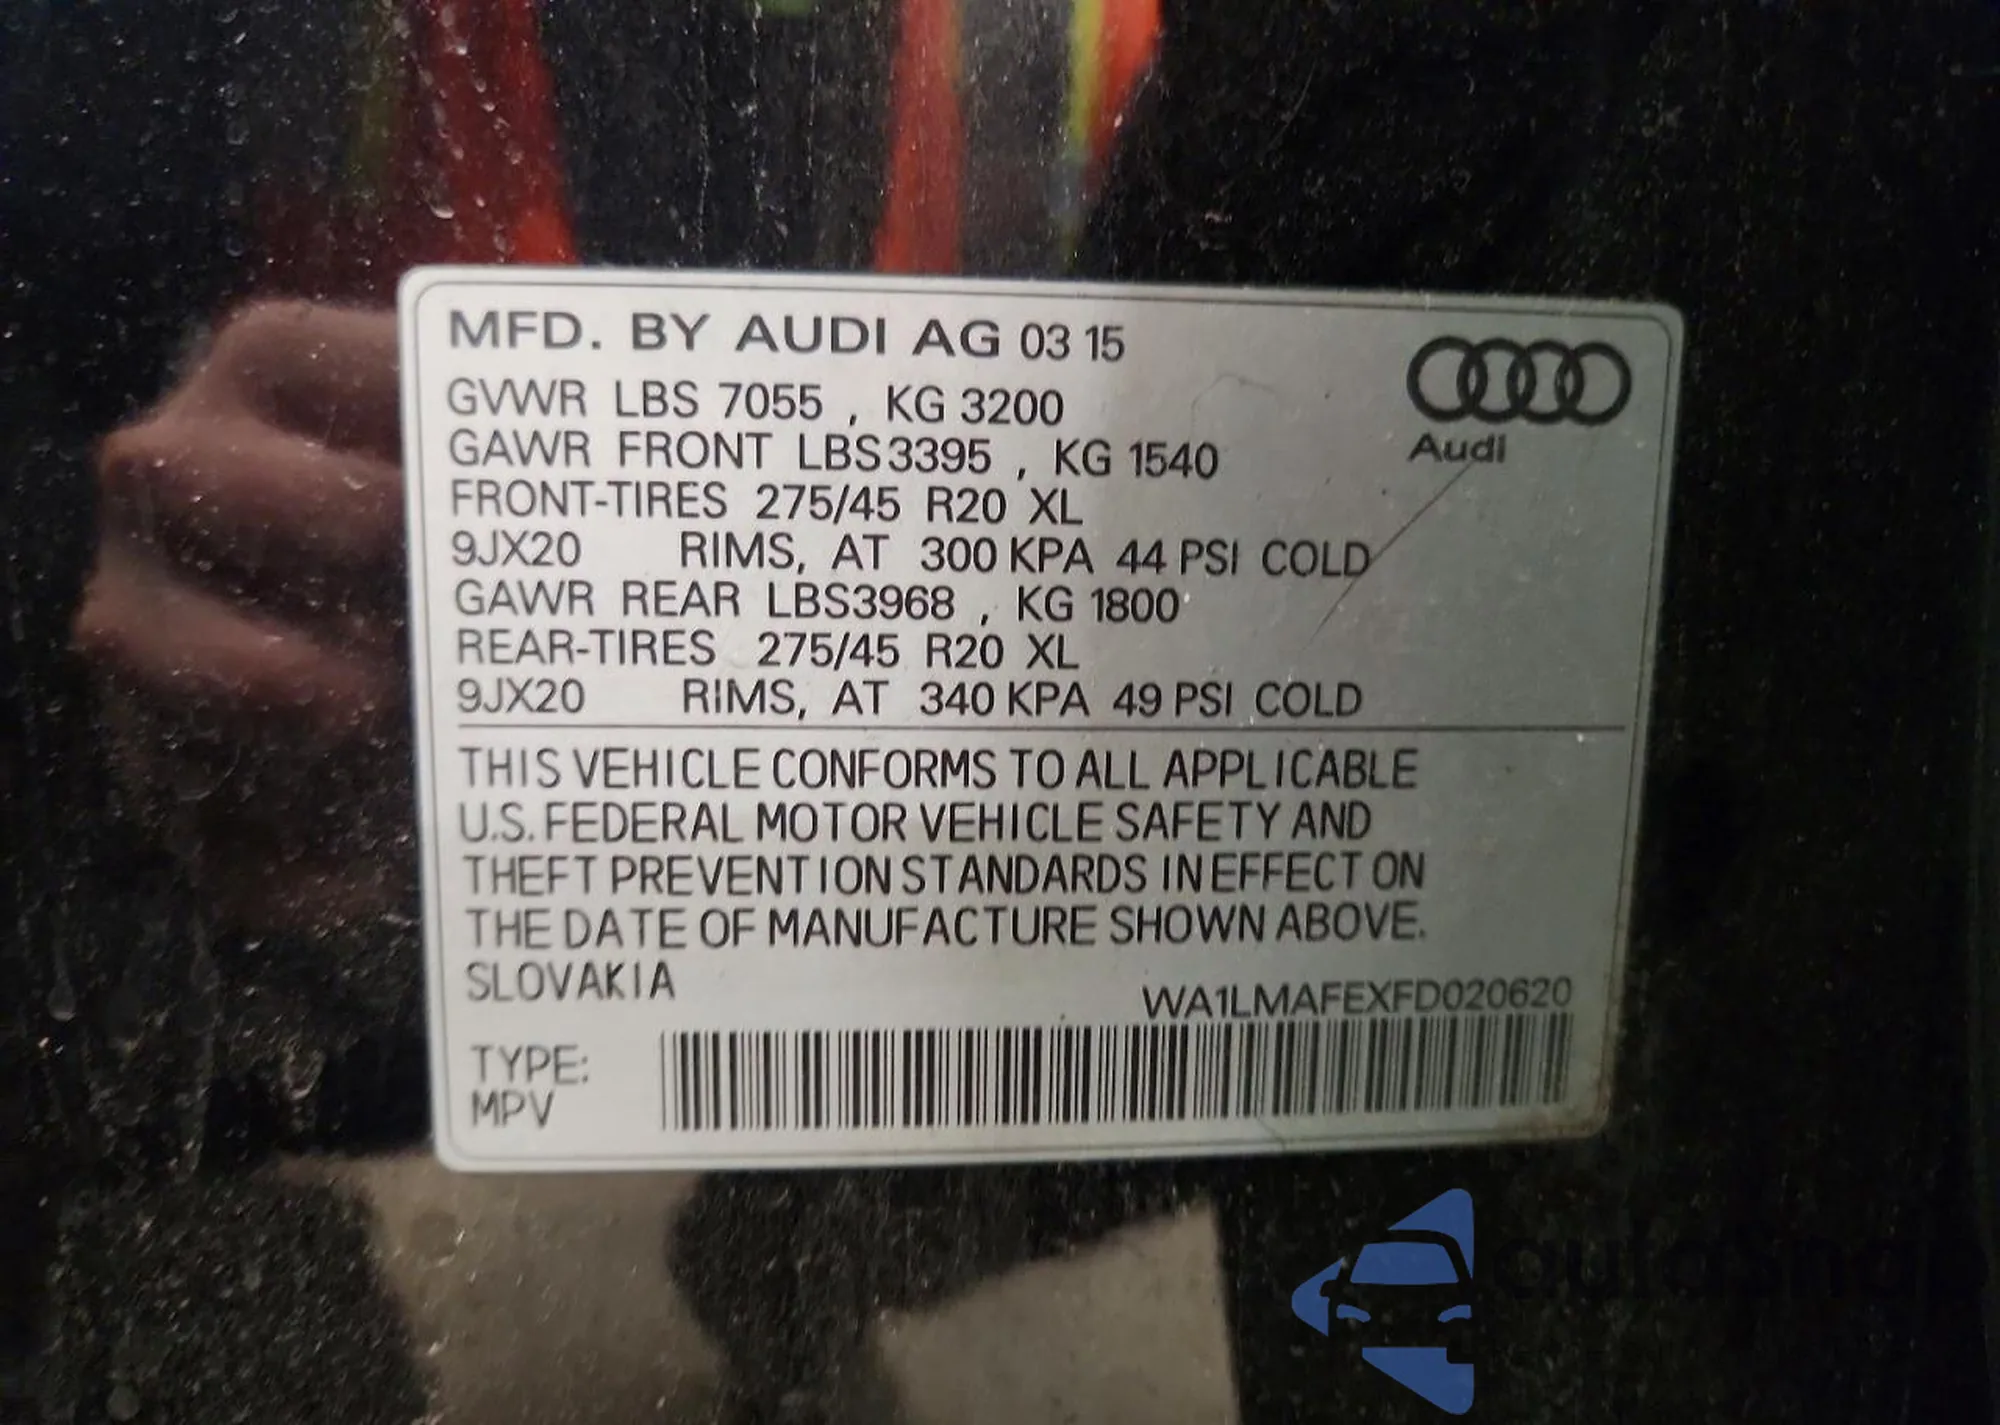 MFD. BY AUDI AG 03 15
GVWR LBS 7055 , KG 3200
GAWR FRONT LBS3395 , KG 1540
FRONT-TIRES 275/45 R20 XL
9JX20 RIMS, AT 300 KPA 44 PSI COLD
GAWR REAR LBS3968 , KG 1800
REAR-TIRES 275/45 R20 XL
9JX20 RIMS, AT 340 KPA 49 PSI COLD
Audi
THIS VEHICLE CONFORMS TO ALL APPLICABLE
U.S. FEDERAL MOTOR VEHICLE SAFETY AND
THEFT PREVENTION STANDARDS IN EFFECT ON
THE DATE OF MANUFACTURE SHOWN ABOVE.
SLOVAKIA
WA1LMAFEXFD020620
TYPE:
MPV